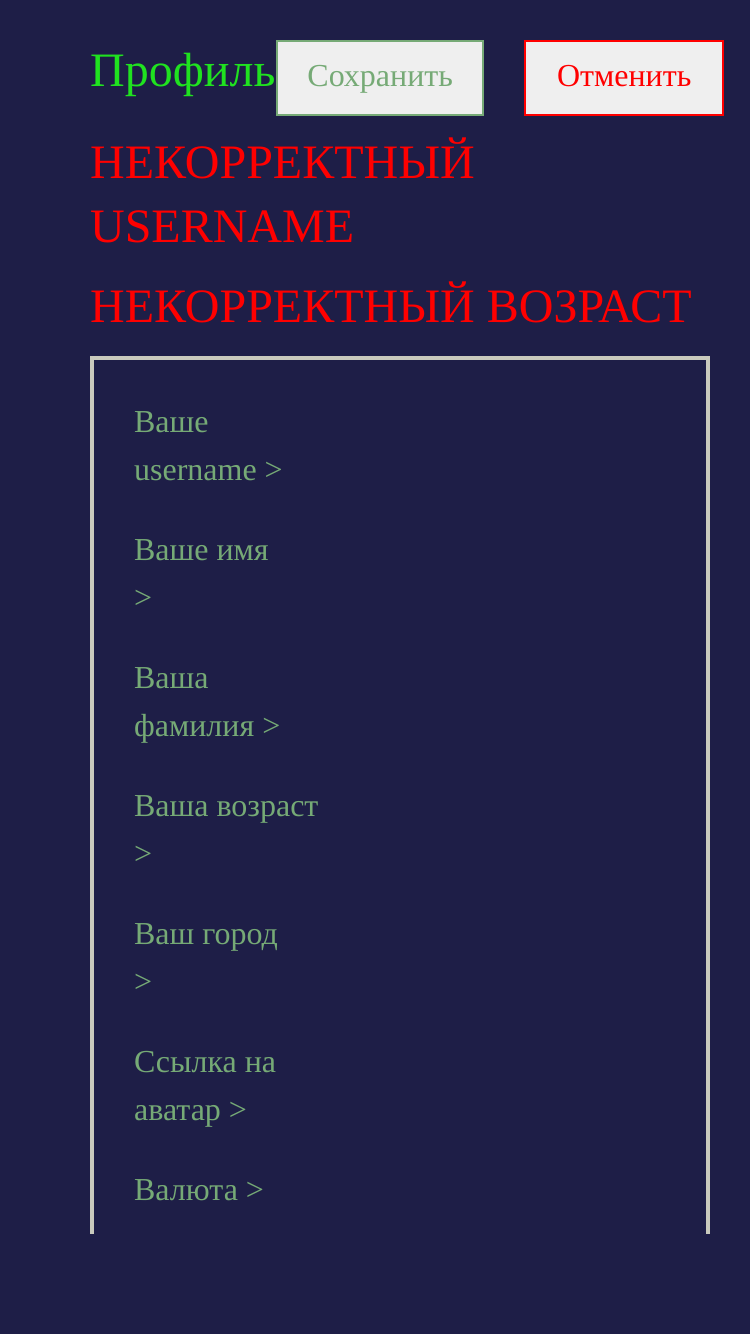 Профиль Сохранить Отменить
НЕКОРРЕКТНЫЙ
USERNAME
НЕКОРРЕКТНЫЙ ВОЗРАСТ
Ваше
username >
Ваше имя
>
Ваша
фамилия >
Ваша возраст
>
Ваш город
>
Ссылка на
аватар >
Валюта >